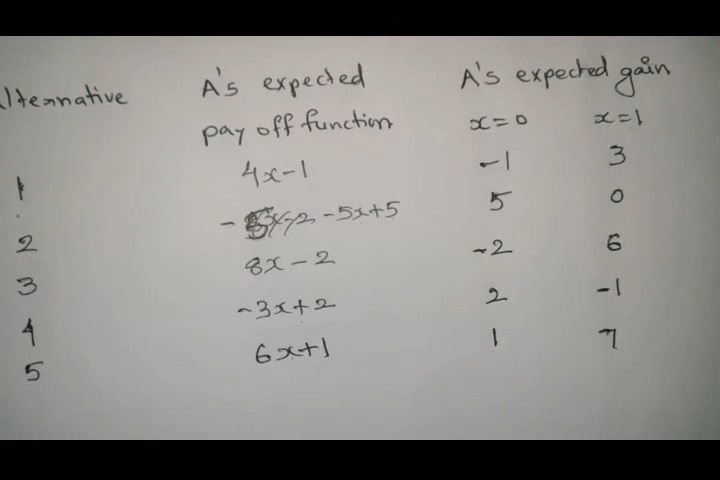 lternative A's expected A's expected gain
pay off function x=0 x=1
1 4x-1 -1 3
2 -5x+5 5 0
3 8x-2 -2 6
4 -3x+2 2 -1
5 6x+1 1 7